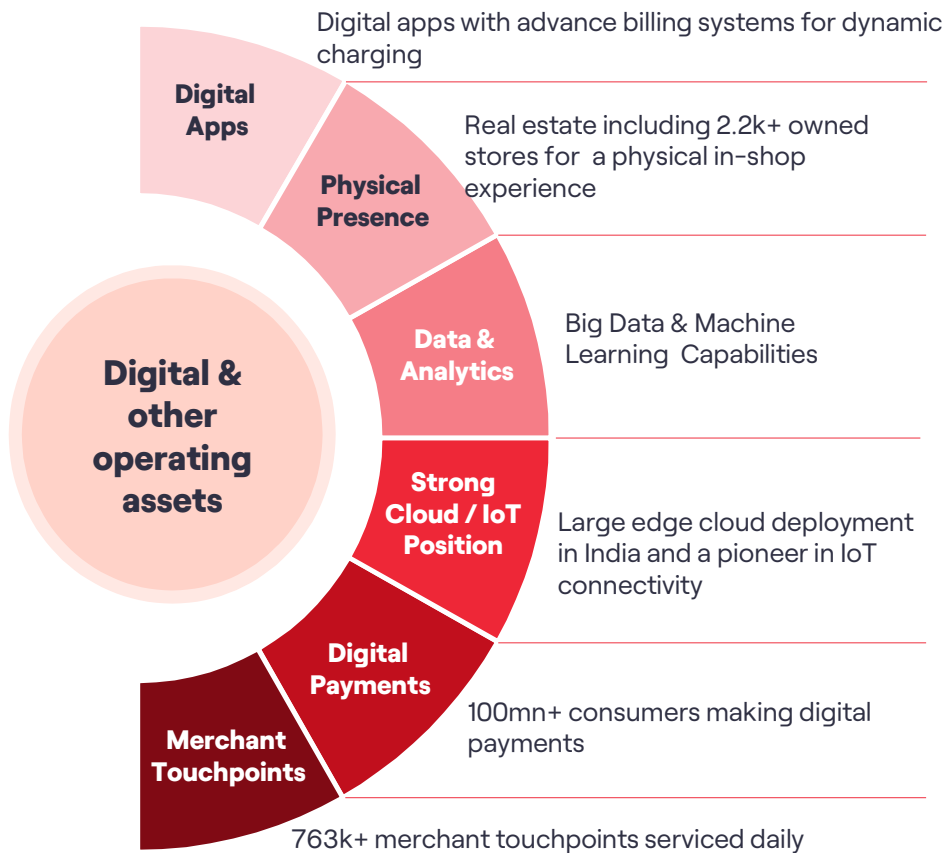 Digital apps with advance billing systems for dynamic
charging
Digital
Apps
Real estate including 2.2k+ owned
stores for a physical in-shop
experience
Physical
Presence
Data &
Analytics
Big Data & Machine
Learning Capabilities
Digital &
other
operating
assets
Strong
Cloud / IoT
Position
Large edge cloud deployment
in India and a pioneer in IoT
connectivity
Digital
Payments
100mn+ consumers making digital
payments
Merchant
Touchpoints
763k+ merchant touchpoints serviced daily